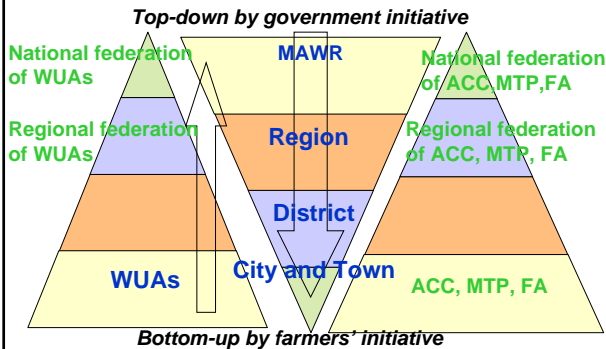 Top-down by government initiative
National federation
of WUAs
Regional federation
of WUAs
WUAs
MAWR
Region
District
City and Town
National federation
of ACC,MTP,FA
Regional federation
of ACC, MTP, FA
ACC, MTP, FA
Bottom-up by farmers' initiative